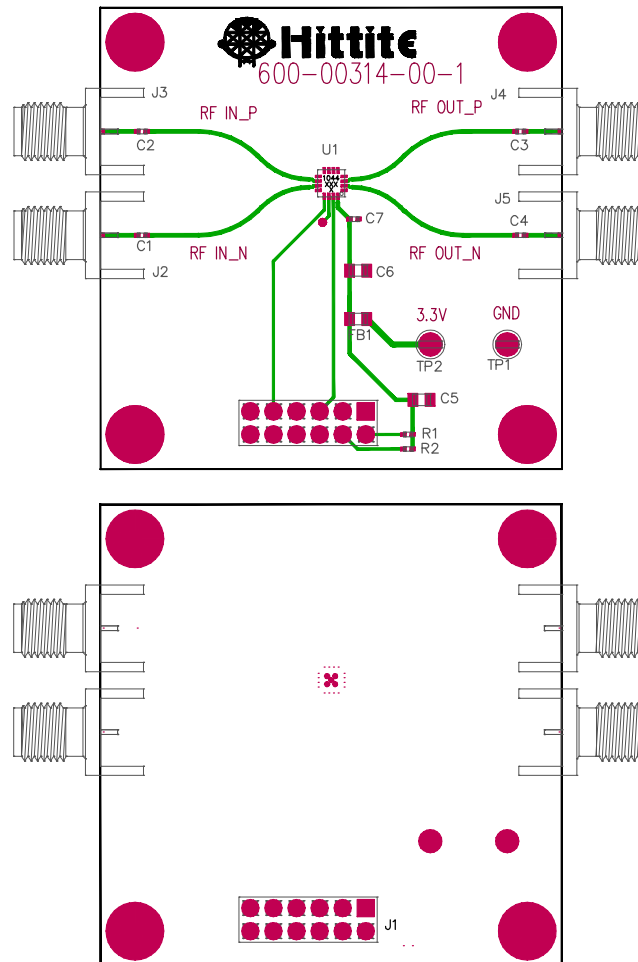 Hittite
600-00314-00-1
J3
RF IN_P
RF OUT_P
J4
C2
U1
C3
1044
XXX
J5
C7
C4
C1
RF IN_N
RF OUT_N
J2
C6
3.3V
GND
FB1
TP2
TP1
C5
R1
R2
J1